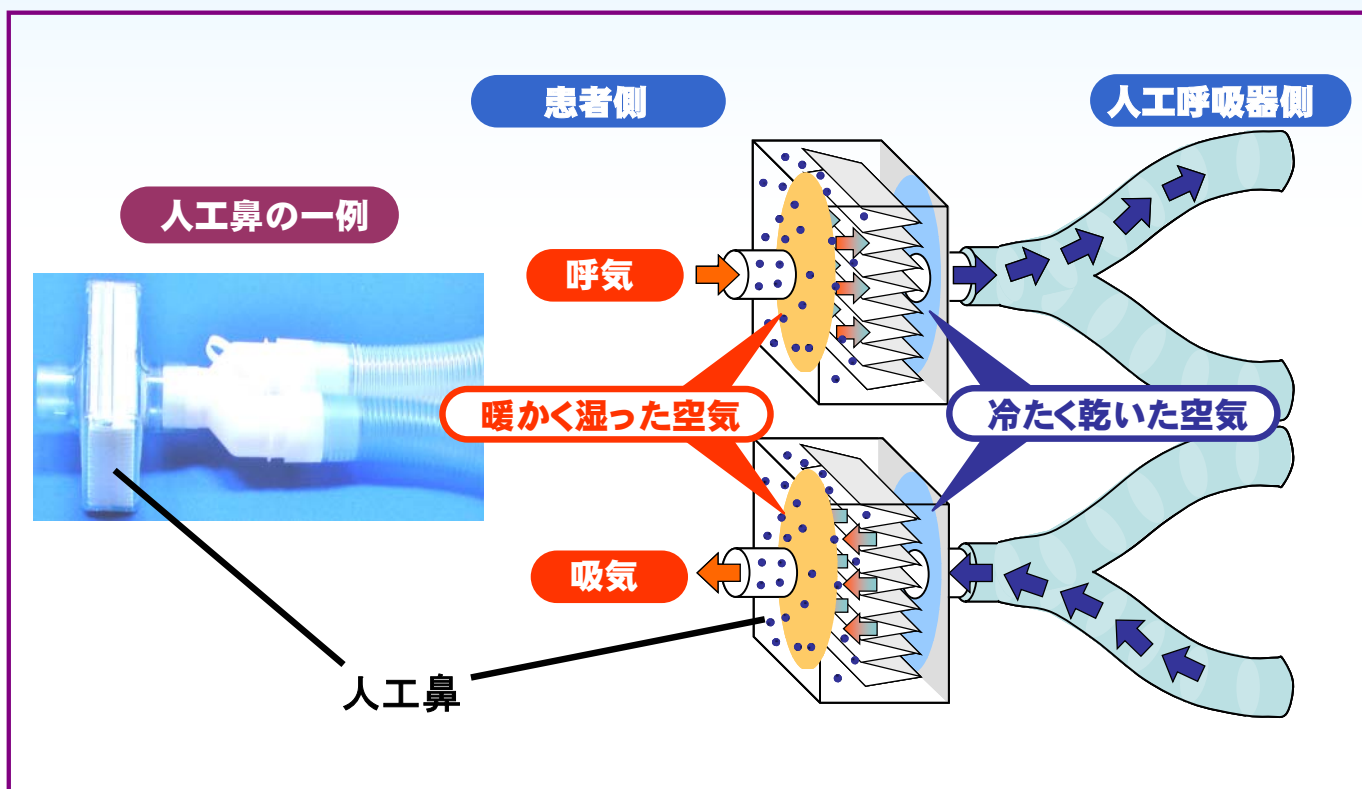 患者側
人工呼吸器側
人工鼻の一例
呼気
暖かく湿った空気
冷たく乾いた空気
吸気
人工鼻